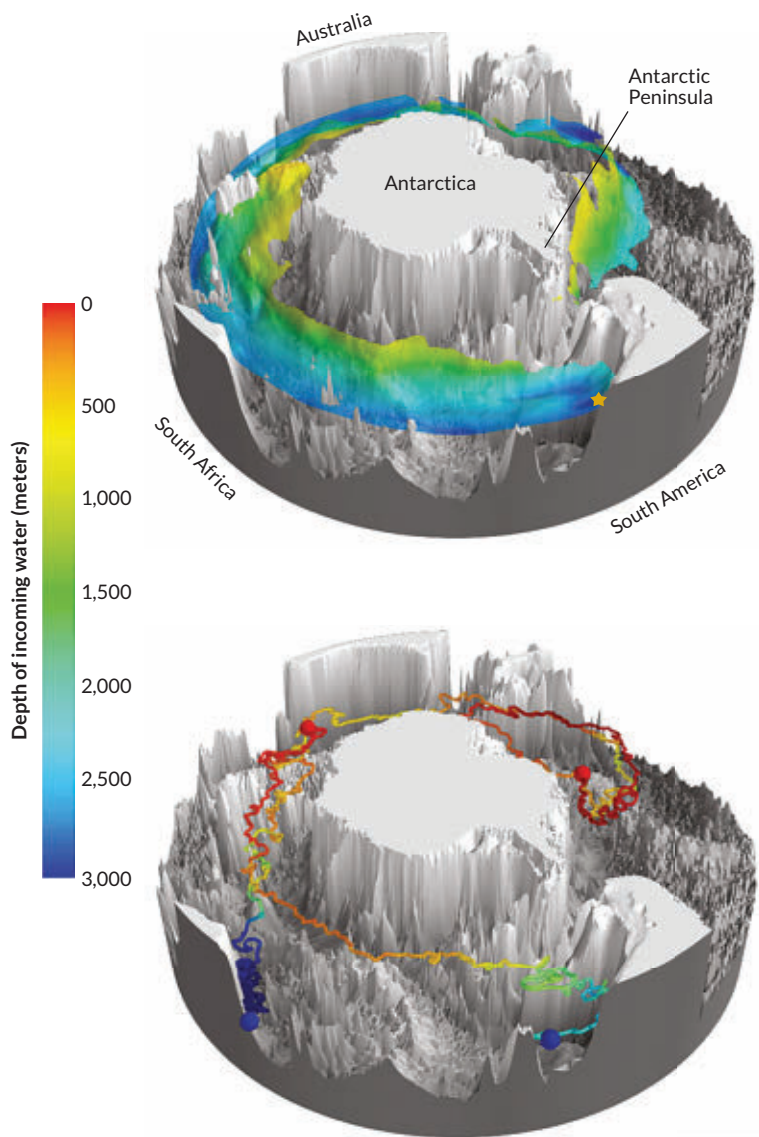 Australia
Antarctic
Peninsula
Antarctica
Depth of incoming water (meters)
0
500
1,000
1,500
2,000
2,500
3,000
South Africa
South America